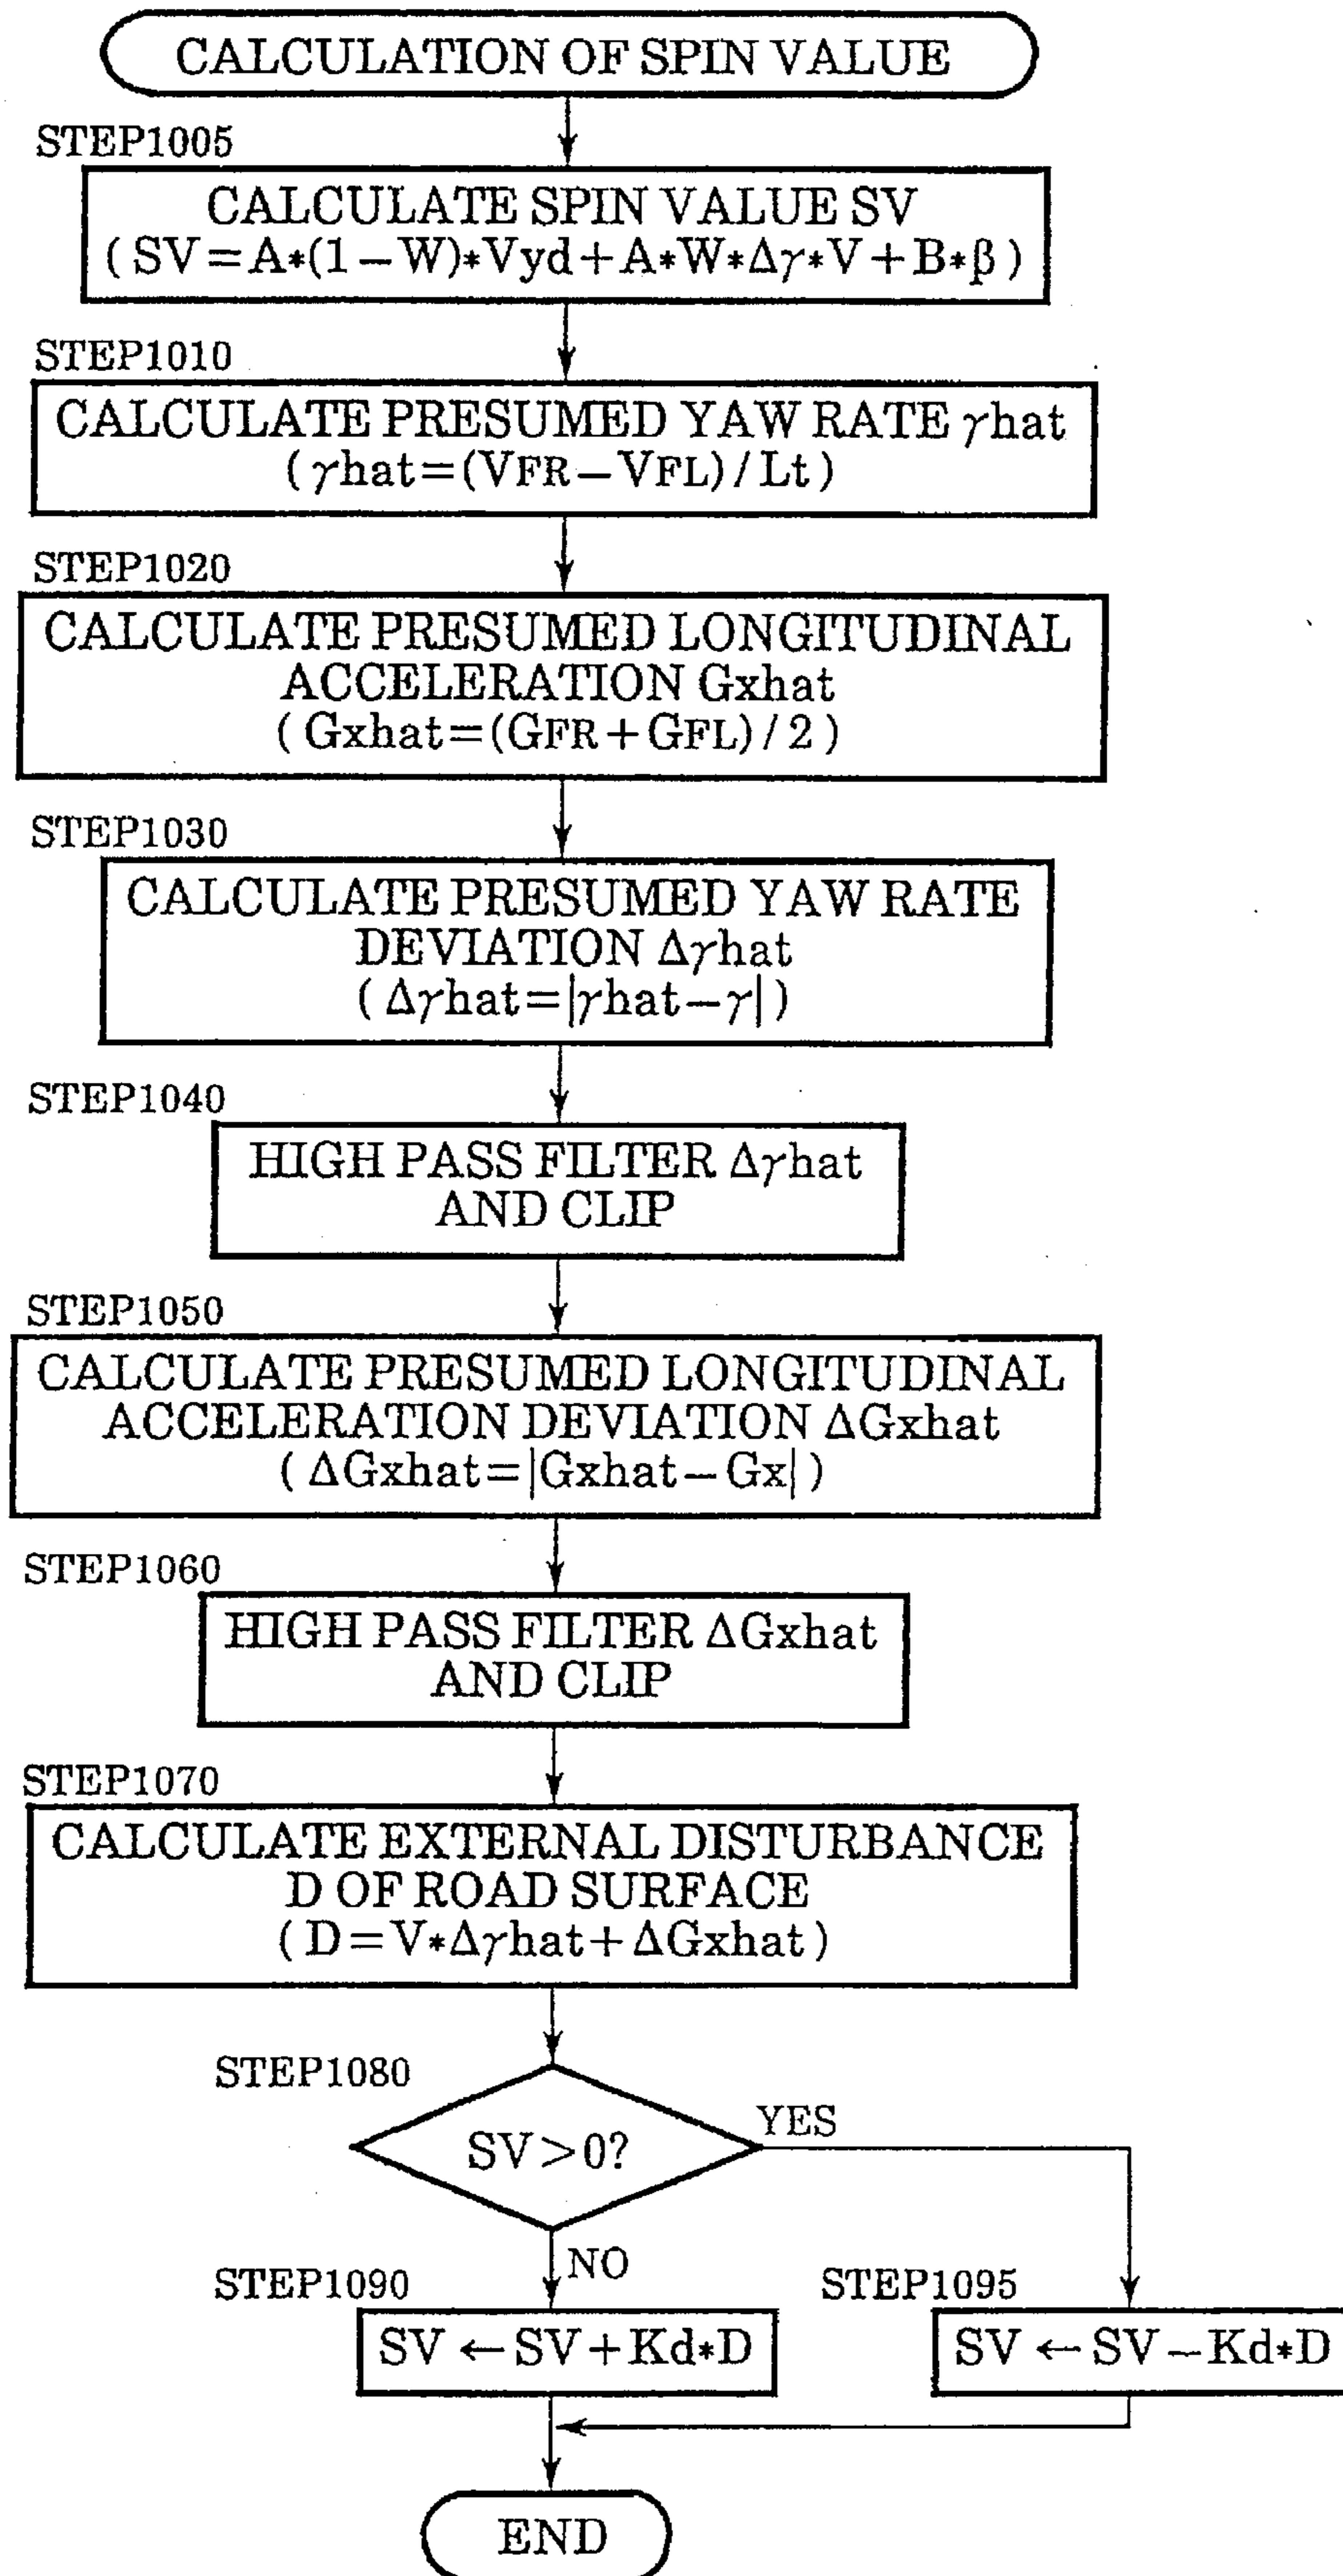 CALCULATION OF SPIN VALUE
STEP1005
CALCULATE SPIN VALUE SV
(SV=A*(1-W)*Vyd+A*W*Δγ*V+B*β)
STEP1010
CALCULATE PRESUMED YAW RATE γhat
(γhat=(VFR-VFL)/Lt)
STEP1020
CALCULATE PRESUMED LONGITUDINAL
ACCELERATION Gxhat
(Gxhat=(GFR+GFL)/2)
STEP1030
CALCULATE PRESUMED YAW RATE
DEVIATION Δγhat
(Δγhat=|γhat-γ|)
STEP1040
HIGH PASS FILTER Δγhat
AND CLIP
STEP1050
CALCULATE PRESUMED LONGITUDINAL
ACCELERATION DEVIATION ΔGxhat
(ΔGxhat=|Gxhat-Gx|)
STEP1060
HIGH PASS FILTER ΔGxhat
AND CLIP
STEP1070
CALCULATE EXTERNAL DISTURBANCE
D OF ROAD SURFACE
(D=V*Δγhat+ΔGxhat)
STEP1080
SV>0?
YES
NO
STEP1090
SV←SV+Kd*D
STEP1095
SV←SV-Kd*D
END